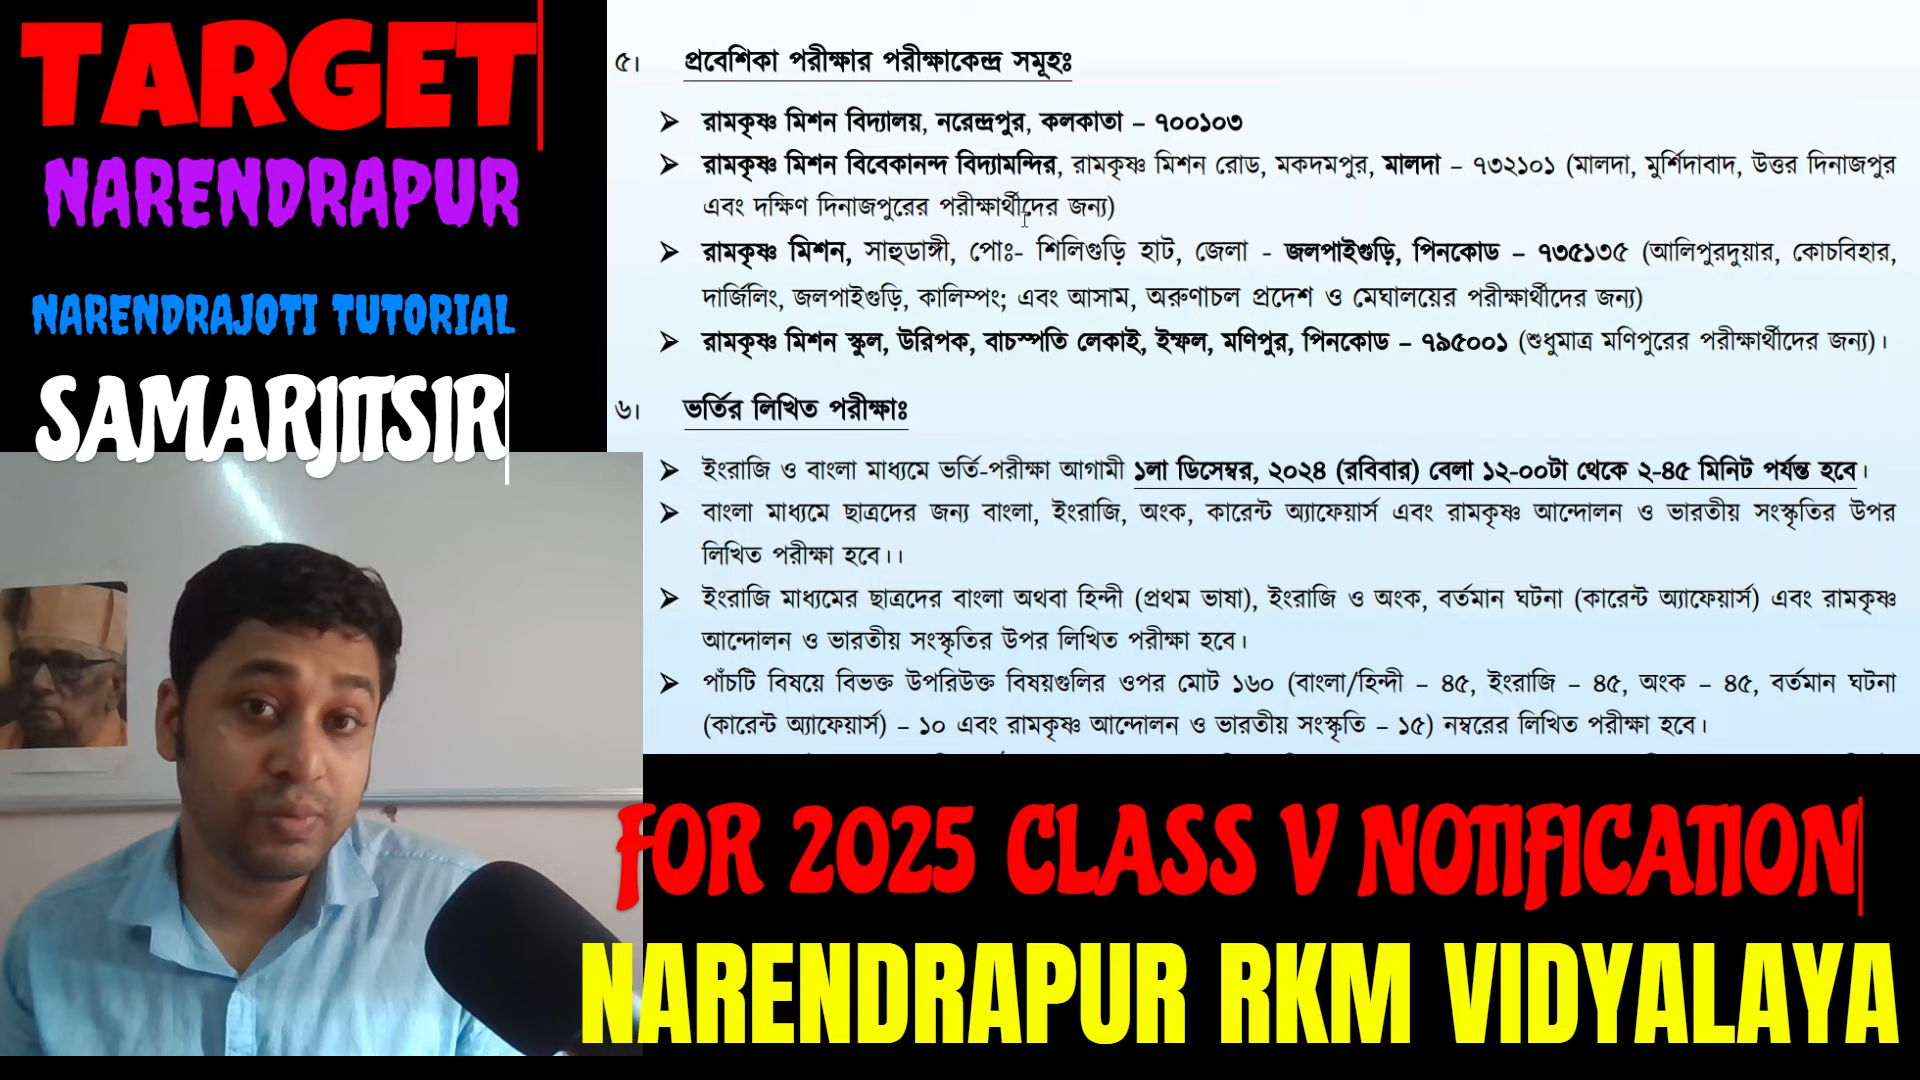 TARGET
NARENDRAPUR
NARENDRAJOTI TUTORIAL
SAMARJITSIR
৫। প্রবেশিকা পরীক্ষার পরীক্ষাকেন্দ্র সমূহঃ
➤ রামকৃষ্ণ মিশন বিদ্যালয়, নরেন্দ্রপুর, কলকাতা – ৭০০১০৩
➤ রামকৃষ্ণ মিশন বিবেকানন্দ বিদ্যামন্দির, রামকৃষ্ণ মিশন রোড, মকদমপুর, মালদা – ৭৩২১০১ (মালদা, মুর্শিদাবাদ, উত্তর দিনাজপুর
এবং দক্ষিণ দিনাজপুরের পরীক্ষার্থীদের জন্য)
➤ রামকৃষ্ণ মিশন, সাহুডাঙ্গী, পোঃ- শিলিগুড়ি হাট, জেলা - জলপাইগুড়ি, পিনকোড – ৭৩৫১৩৫ (আলিপুরদুয়ার, কোচবিহার,
দার্জিলিং, জলপাইগুড়ি, কালিম্পং; এবং আসাম, অরুণাচল প্রদেশ ও মেঘালয়ের পরীক্ষার্থীদের জন্য)
➤ রামকৃষ্ণ মিশন স্কুল, উরিপক, বাচস্পতি লেকাই, ইম্ফল, মণিপুর, পিনকোড – ৭৯৫০০১ (শুধুমাত্র মণিপুরের পরীক্ষার্থীদের জন্য)।
৬। ভর্তির লিখিত পরীক্ষাঃ
➤ ইংরাজি ও বাংলা মাধ্যমে ভর্তি-পরীক্ষা আগামী ১লা ডিসেম্বর, ২০২৪ (রবিবার) বেলা ১২-০০টা থেকে ২-৪৫ মিনিট পর্যন্ত হবে।
➤ বাংলা মাধ্যমে ছাত্রদের জন্য বাংলা, ইংরাজি, অংক, কারেন্ট অ্যাফেয়ার্স এবং রামকৃষ্ণ আন্দোলন ও ভারতীয় সংস্কৃতির উপর
লিখিত পরীক্ষা হবে।।
➤ ইংরাজি মাধ্যমের ছাত্রদের বাংলা অথবা হিন্দী (প্রথম ভাষা), ইংরাজি ও অংক, বর্তমান ঘটনা (কারেন্ট অ্যাফেয়ার্স) এবং রামকৃষ্ণ
আন্দোলন ও ভারতীয় সংস্কৃতির উপর লিখিত পরীক্ষা হবে।
➤ পাঁচটি বিষয়ে বিভক্ত উপরিউক্ত বিষয়গুলির ওপর মোট ১৬০ (বাংলা/হিন্দী – ৪৫, ইংরাজি – ৪৫, অংক – ৪৫, বর্তমান ঘটনা
(কারেন্ট অ্যাফেয়ার্স) – ১০ এবং রামকৃষ্ণ আন্দোলন ও ভারতীয় সংস্কৃতি – ১৫) নম্বরের লিখিত পরীক্ষা হবে।
FOR 2025 CLASS V NOTIFICATION
NARENDRAPUR RKM VIDYALAYA